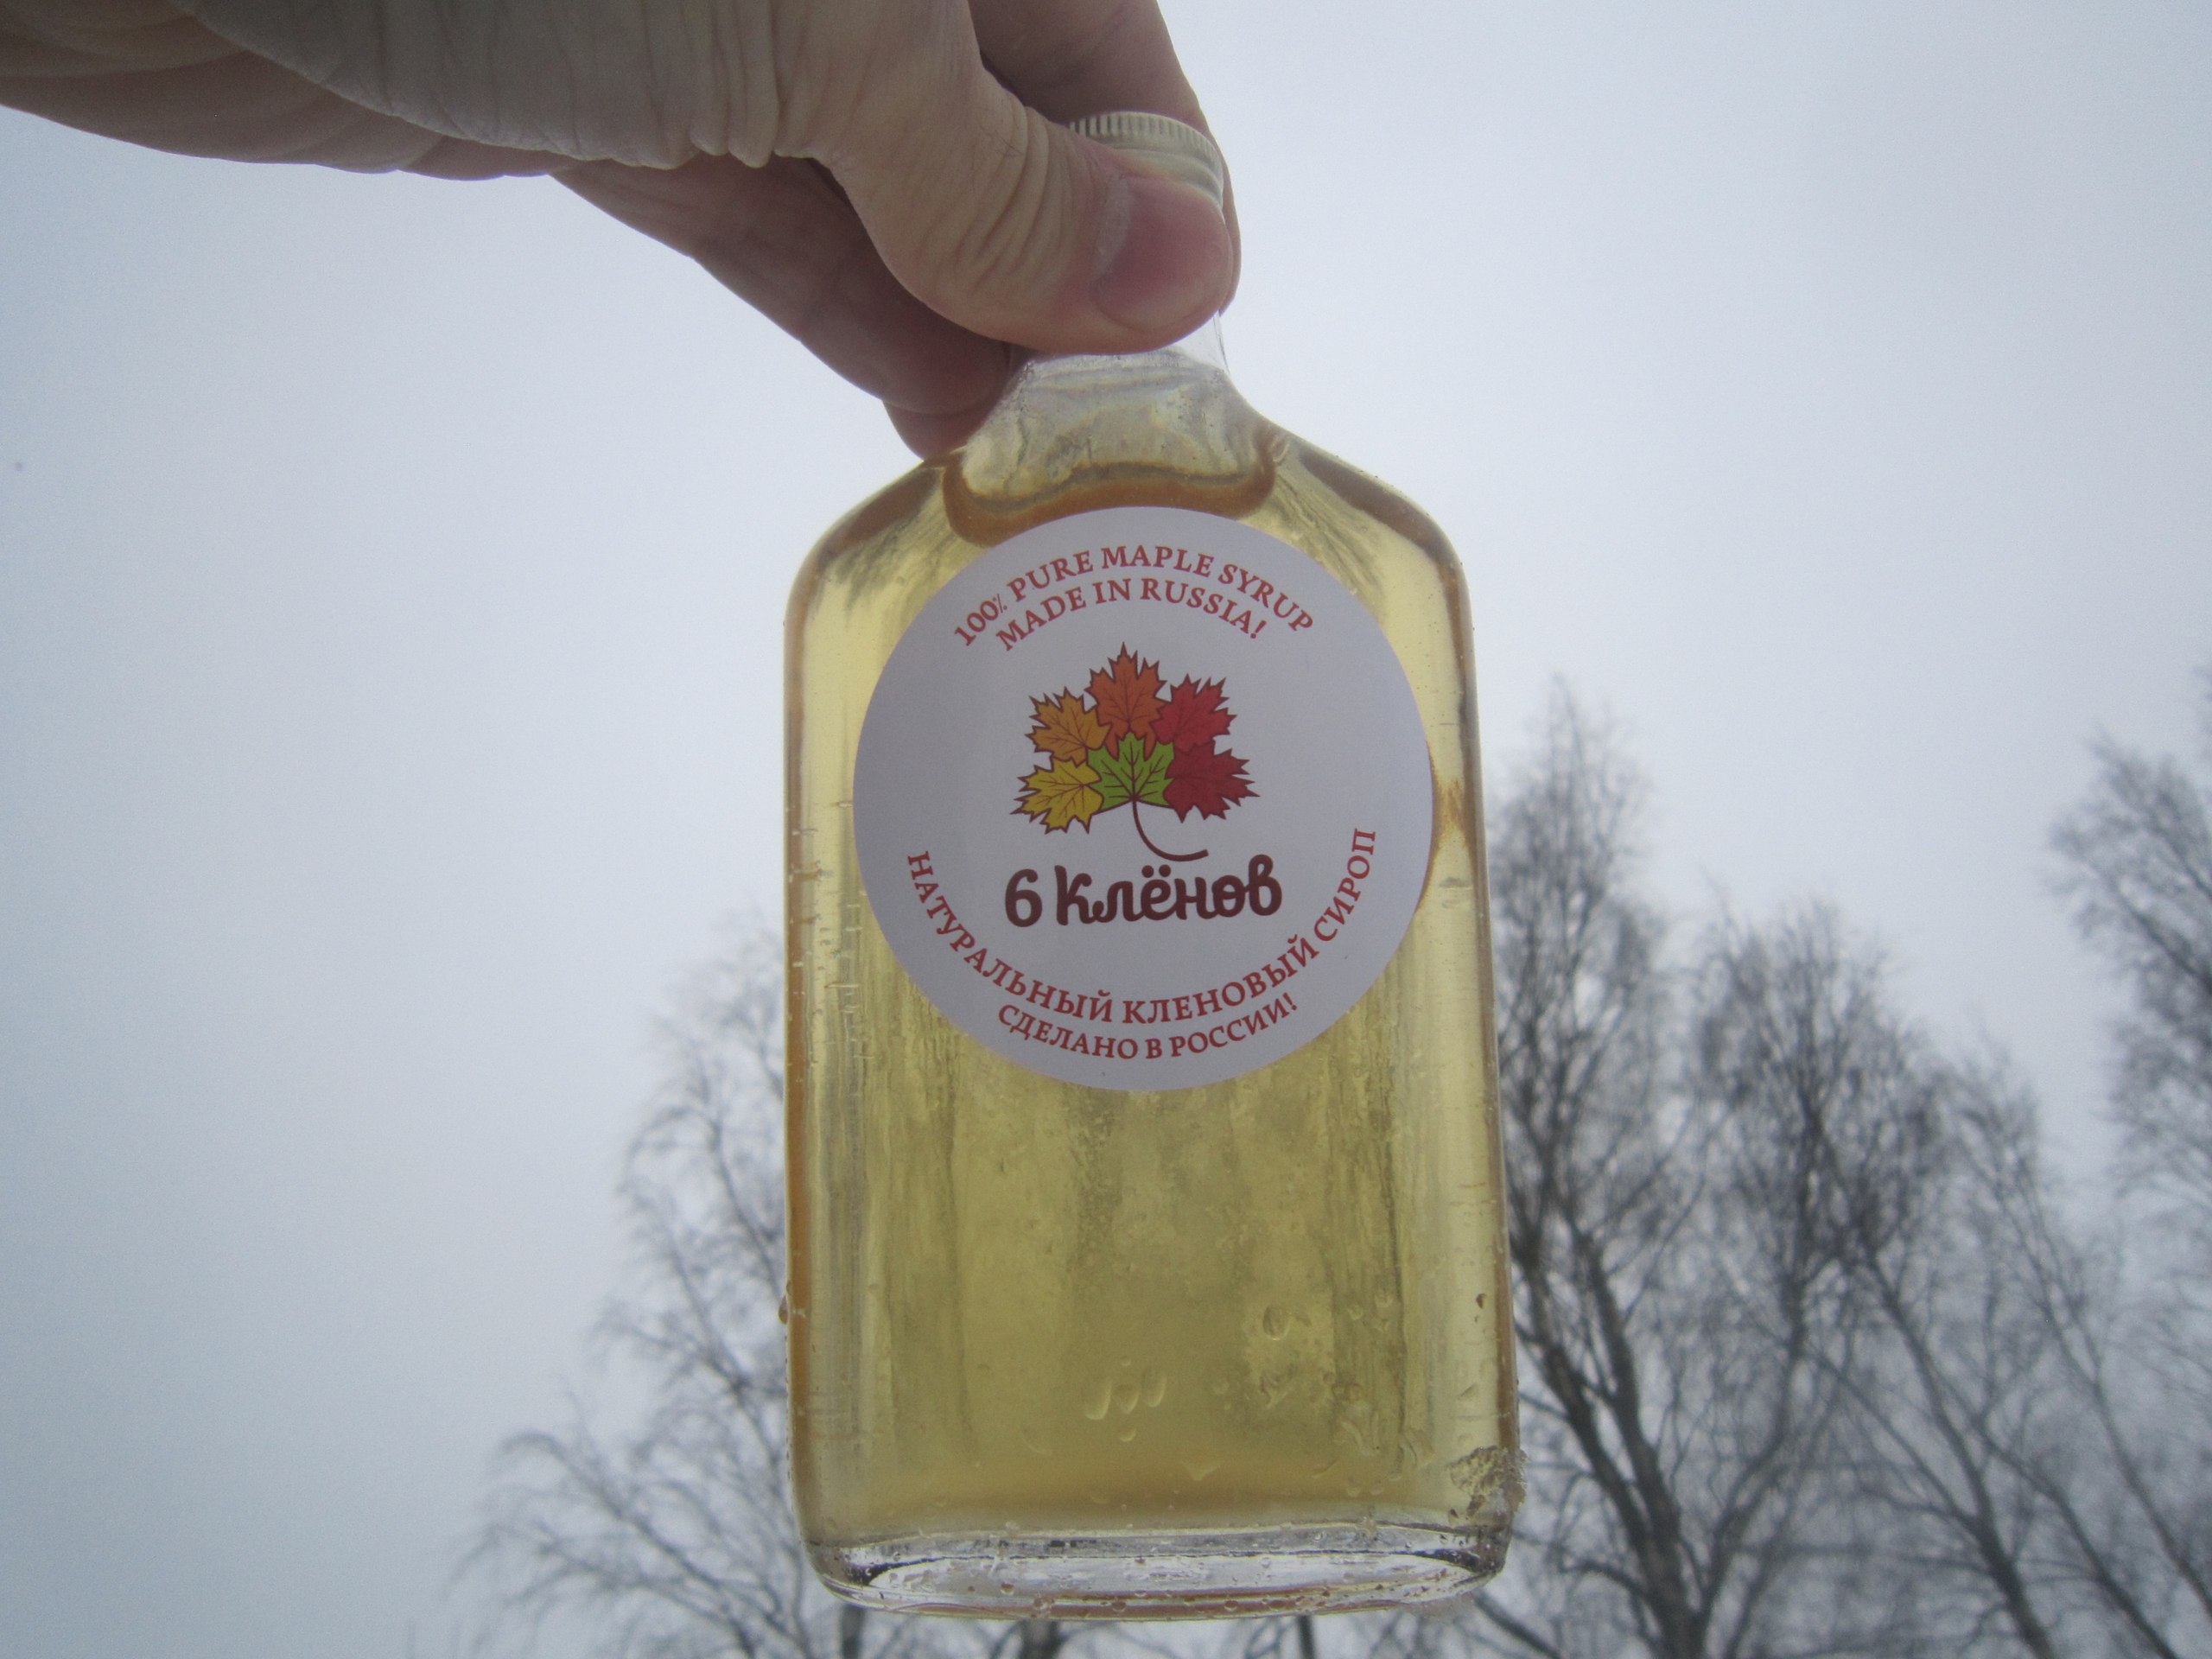 100% PURE MAPLE SYRUP
MADE IN RUSSIA!
6 Клёнов
НАТУРАЛЬНЫЙ КЛЕНОВЫЙ СИРОП
СДЕЛАНО В РОССИИ!